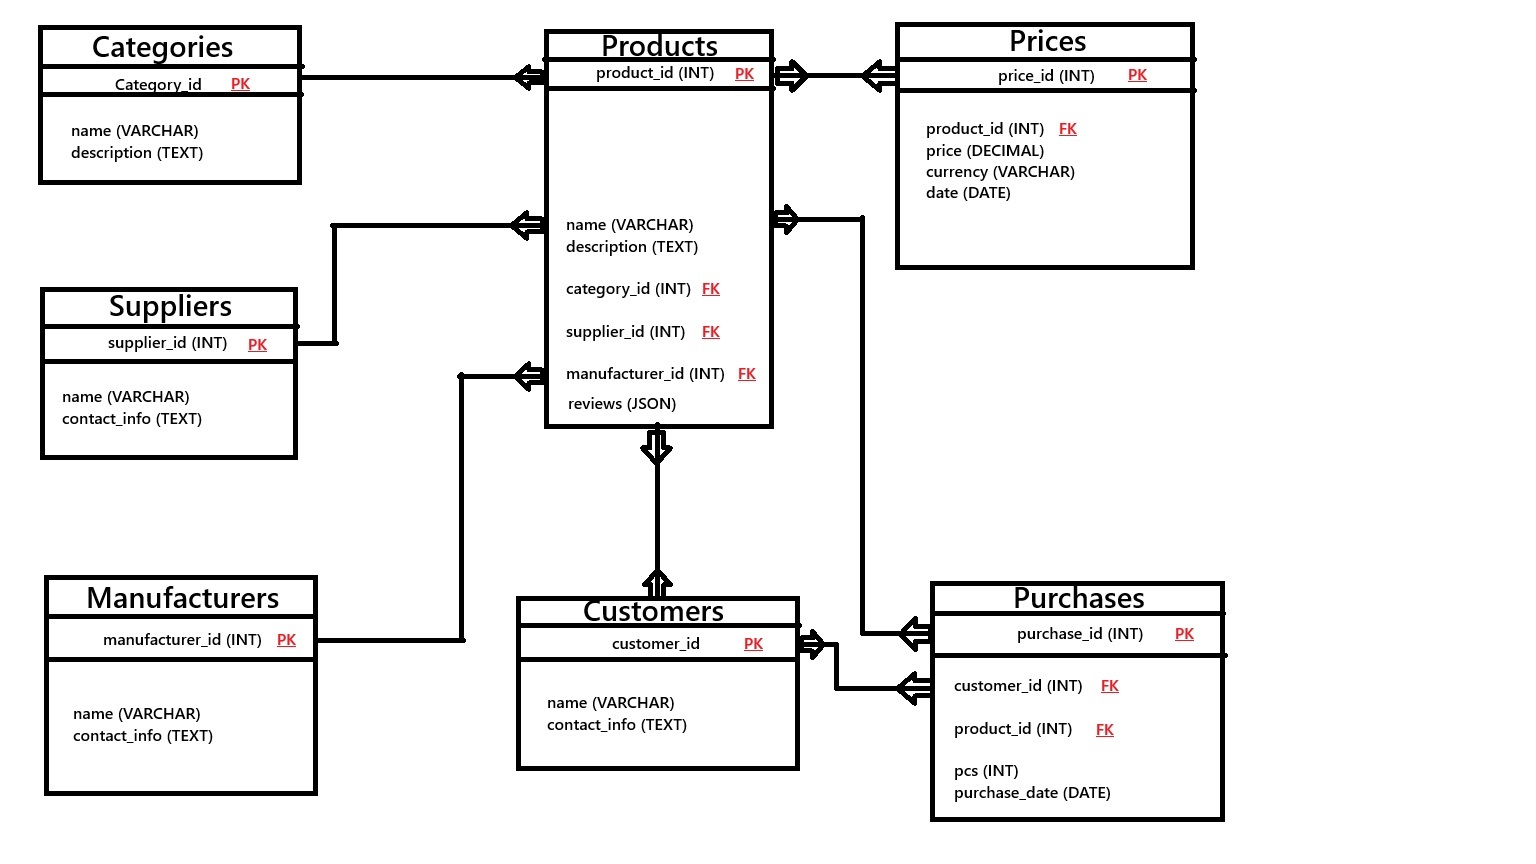 Categories
Category_id PK
name (VARCHAR)
description (TEXT)
Products
product_id (INT) PK
name (VARCHAR)
description (TEXT)
category_id (INT) FK
supplier_id (INT) FK
manufacturer_id (INT) FK
reviews (JSON)
Prices
price_id (INT) PK
product_id (INT) FK
price (DECIMAL)
currency (VARCHAR)
date (DATE)
Suppliers
supplier_id (INT) PK
name (VARCHAR)
contact_info (TEXT)
Manufacturers
manufacturer_id (INT) PK
name (VARCHAR)
contact_info (TEXT)
Customers
customer_id PK
name (VARCHAR)
contact_info (TEXT)
Purchases
purchase_id (INT) PK
customer_id (INT) FK
product_id (INT) FK
pcs (INT)
purchase_date (DATE)